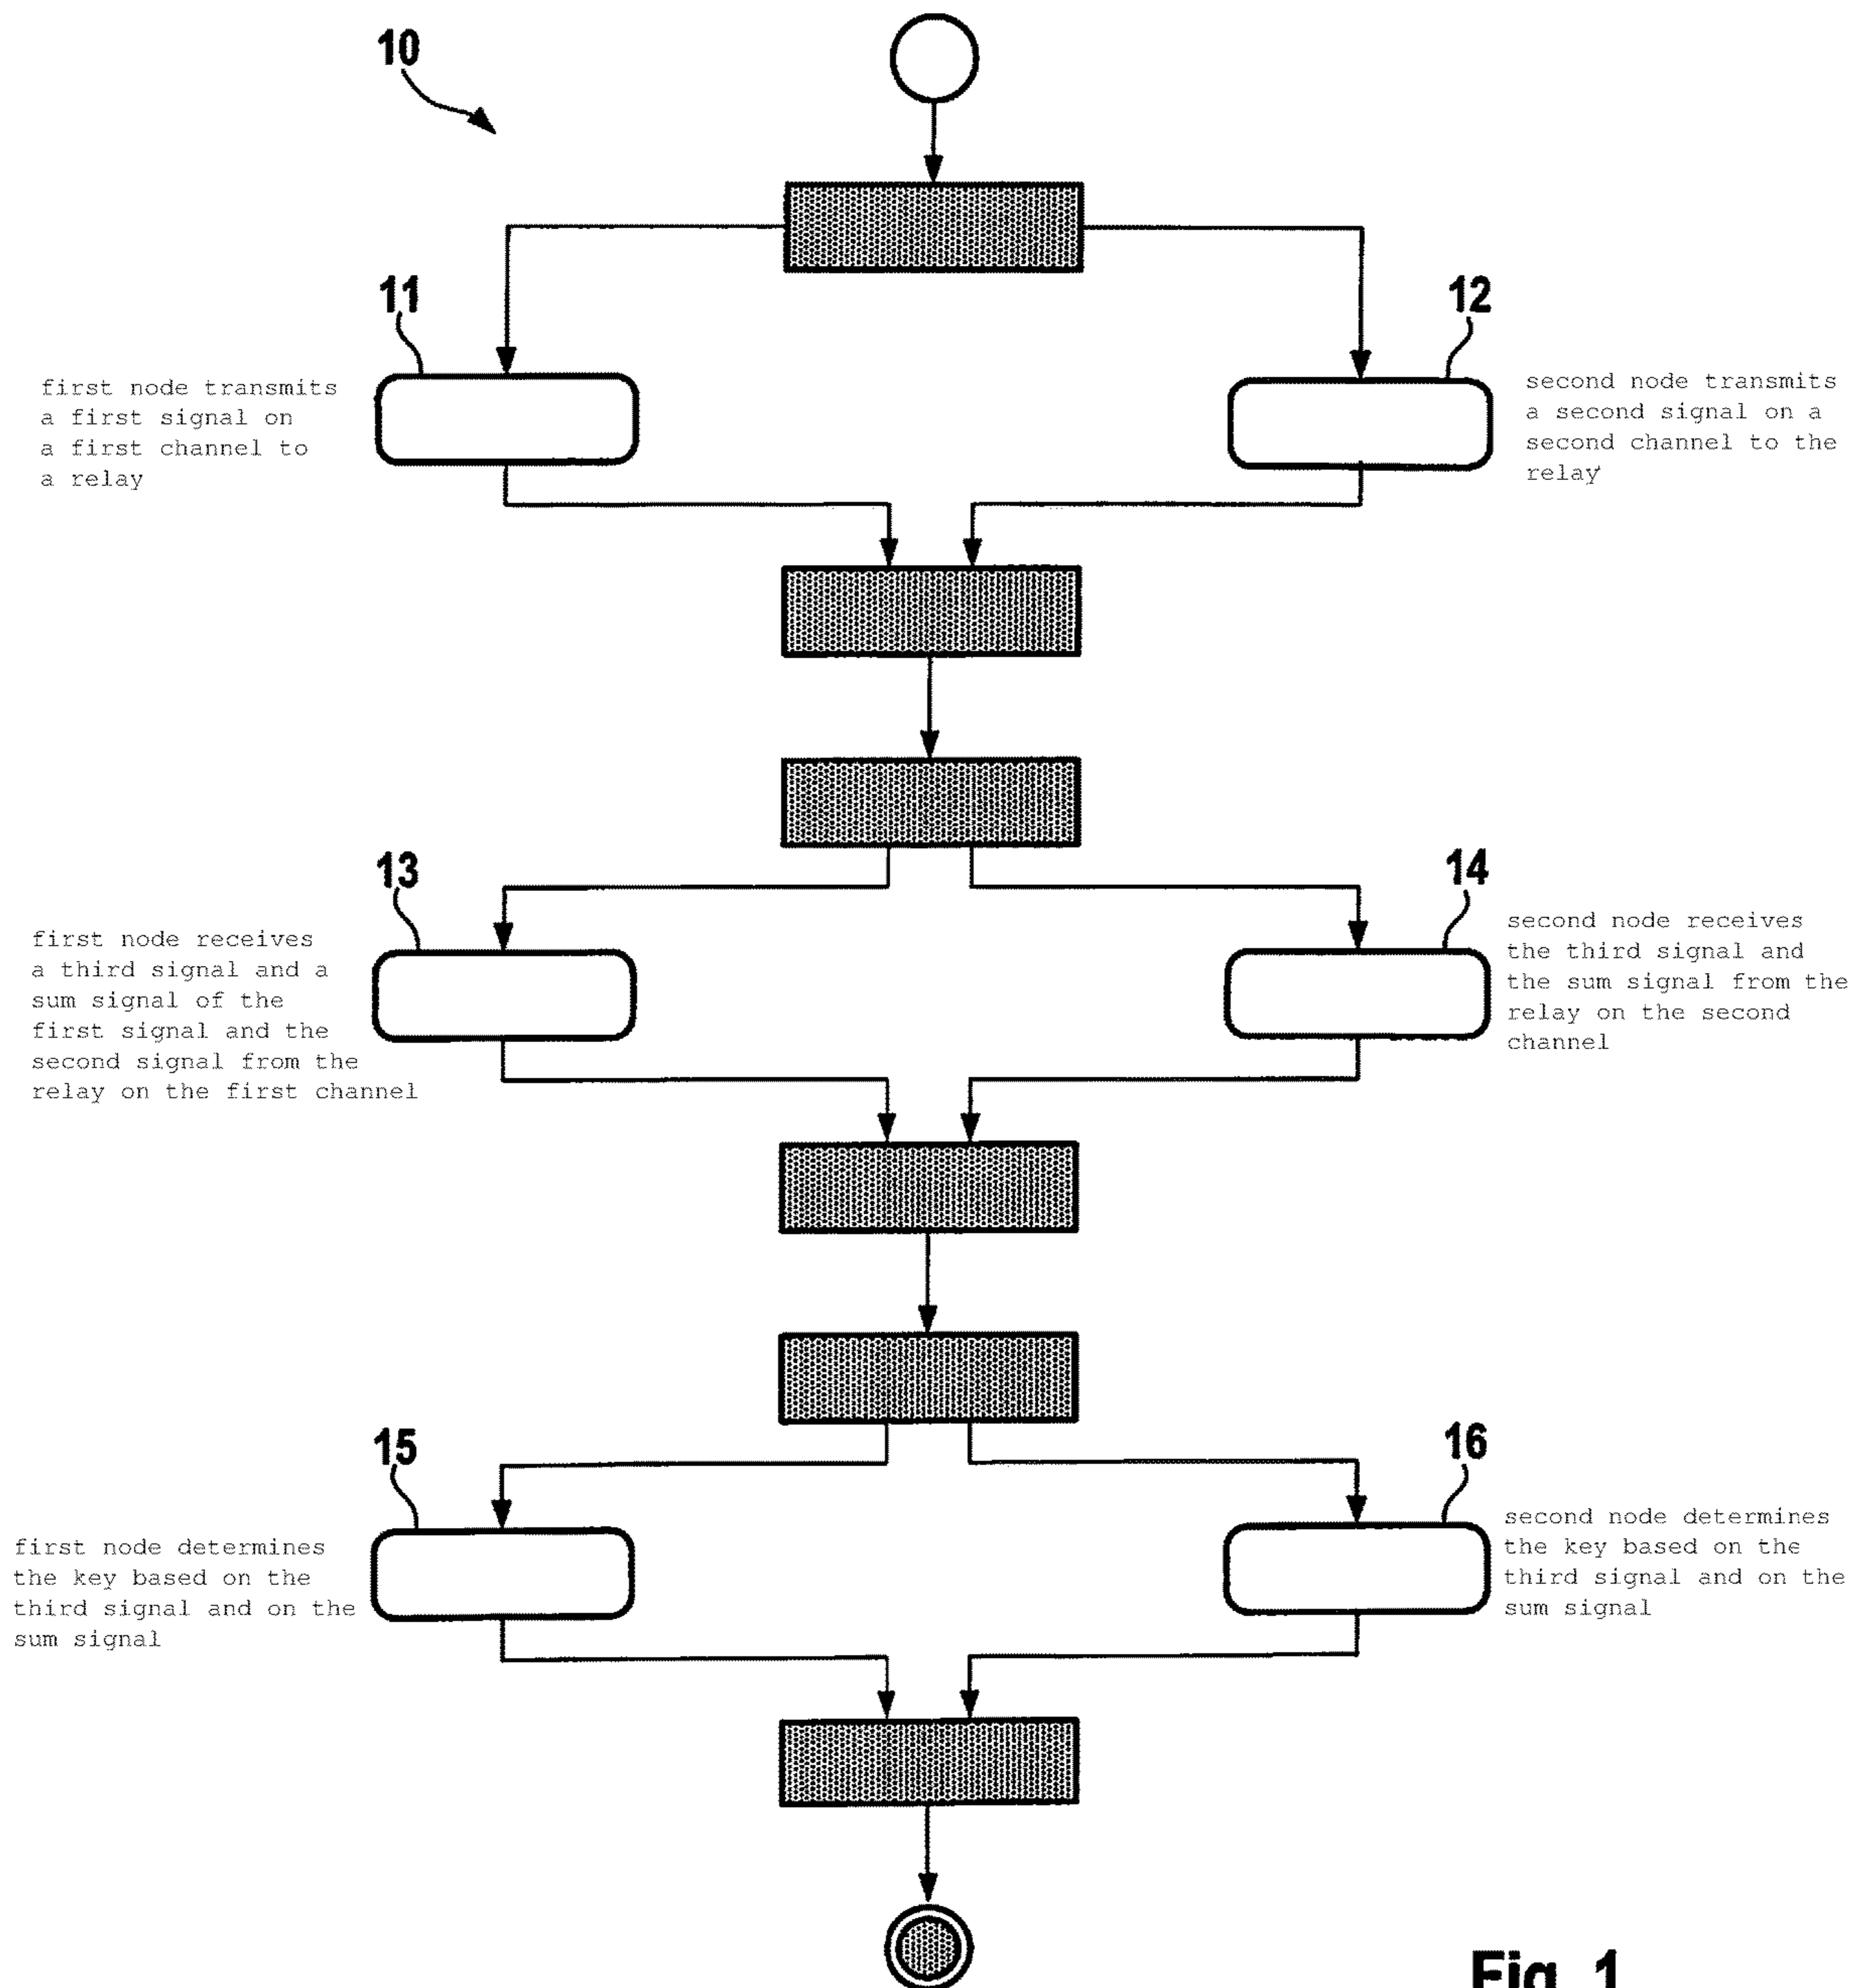 10
11
12
first node transmits
a first signal on
a first channel to
a relay
second node transmits
a second signal on a
second channel to the
relay
13
14
first node receives
a third signal and a
sum signal of the
first signal and the
second signal from the
relay on the first channel
second node receives
the third signal and
the sum signal from the
relay on the second
channel
15
16
first node determines
the key based on the
third signal and on the
sum signal
second node determines
the key based on the
third signal and on the
sum signal
Fig. 1